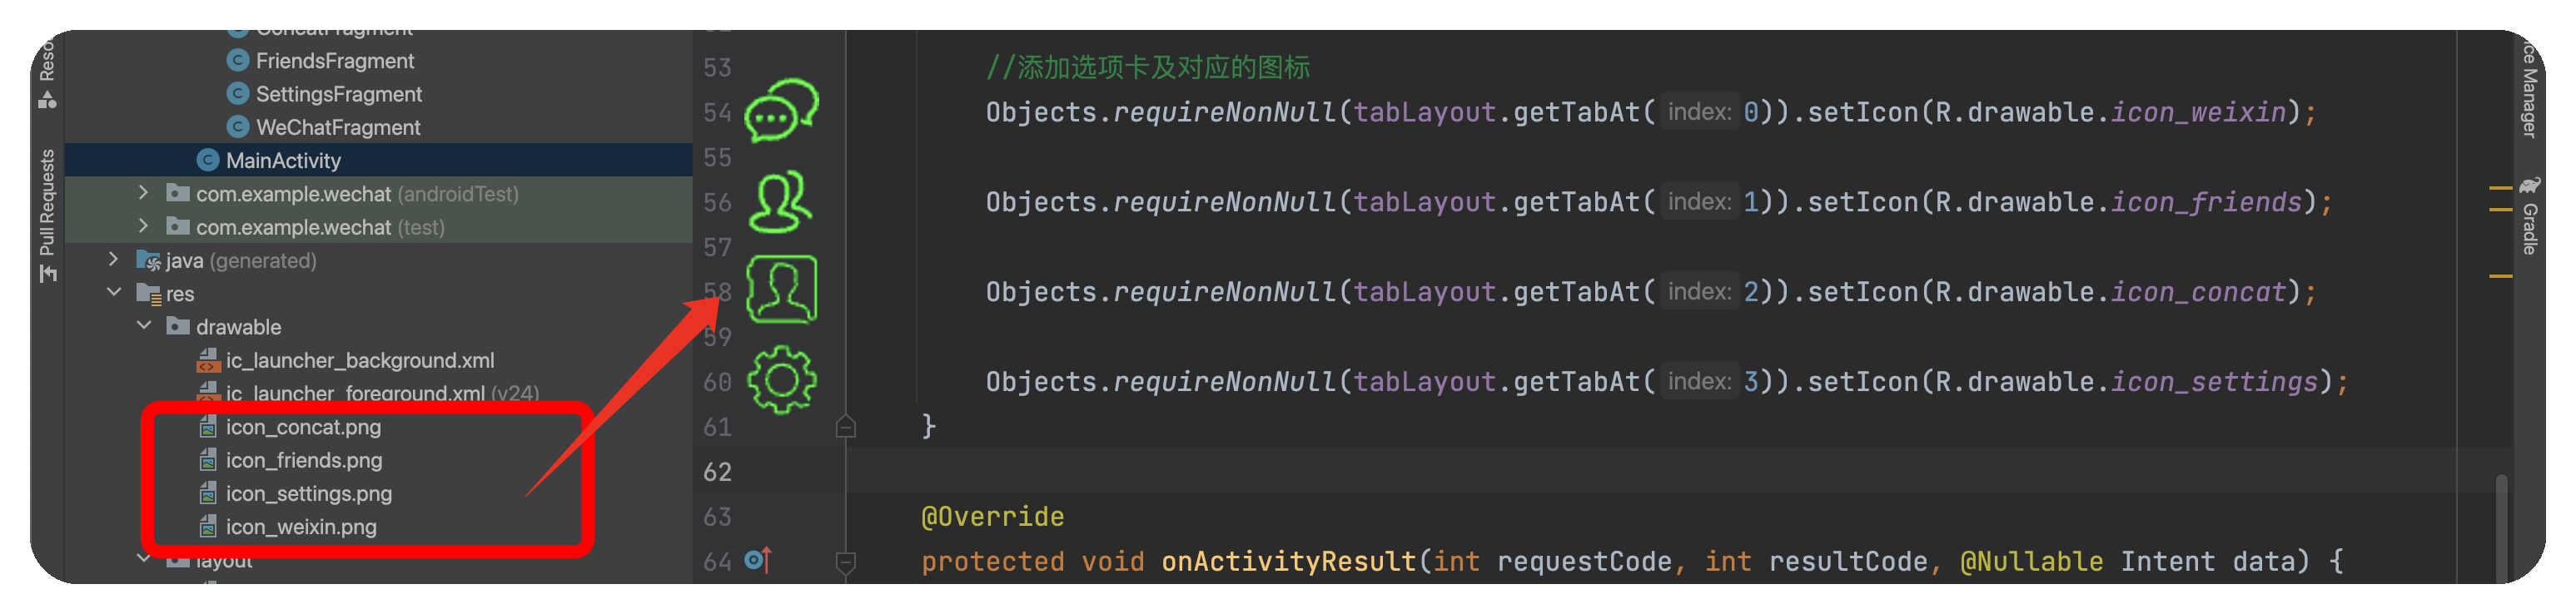 Reso
Pull Requests
ConcatFragment
FriendsFragment
SettingsFragment
WeChatFragment
MainActivity
com.example.wechat (androidTest)
com.example.wechat (test)
java (generated)
res
drawable
ic_launcher_background.xml
ic_launcher_foreground.xml (v24)
icon_concat.png
icon_friends.png
icon_settings.png
icon_weixin.png
layout
53 //添加选项卡及对应的图标
54 Objects.requireNonNull(tabLayout.getTabAt( index: 0)).setIcon(R.drawable.icon_weixin);
55
56 Objects.requireNonNull(tabLayout.getTabAt( index: 1)).setIcon(R.drawable.icon_friends);
57
58 Objects.requireNonNull(tabLayout.getTabAt( index: 2)).setIcon(R.drawable.icon_concat);
59
60 Objects.requireNonNull(tabLayout.getTabAt( index: 3)).setIcon(R.drawable.icon_settings);
61 }
62
63 @Override
64 protected void onActivityResult(int requestCode, int resultCode, @Nullable Intent data) {
ice Manager
Gradle